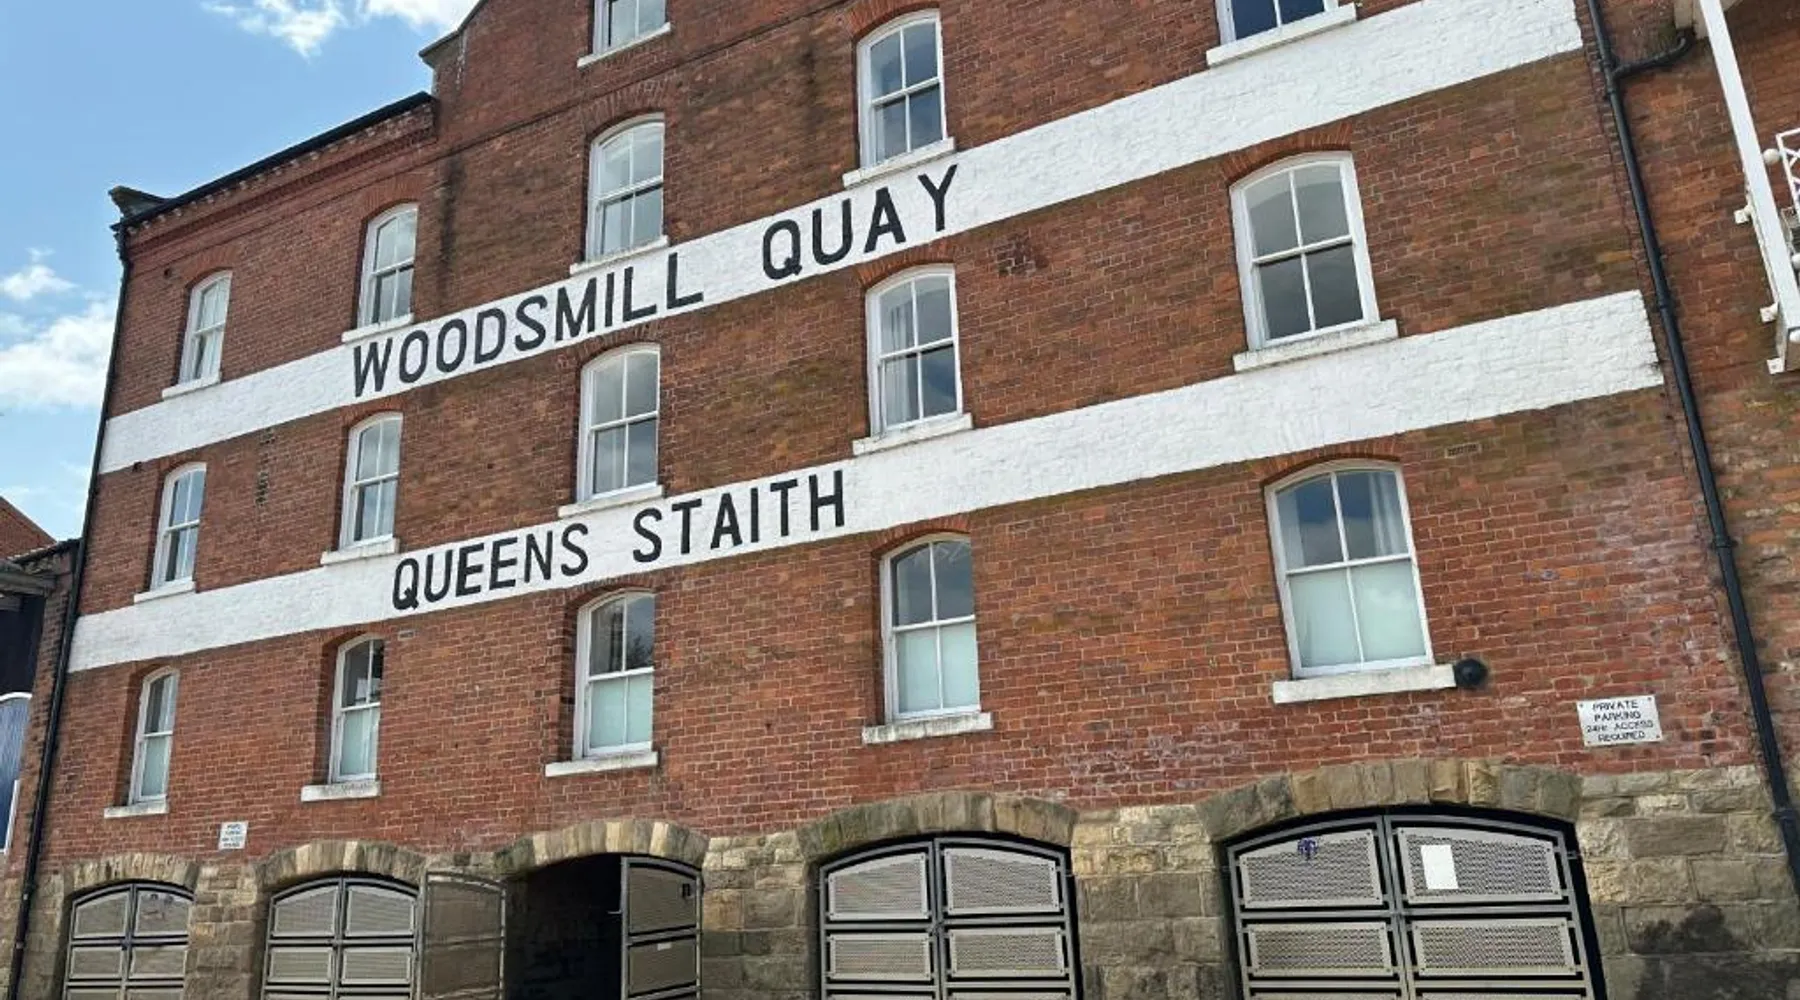 WOODSMILL QUAY
QUEENS STAITH
PRIVATE
PARKING
24Hr ACCESS
REQUIRED